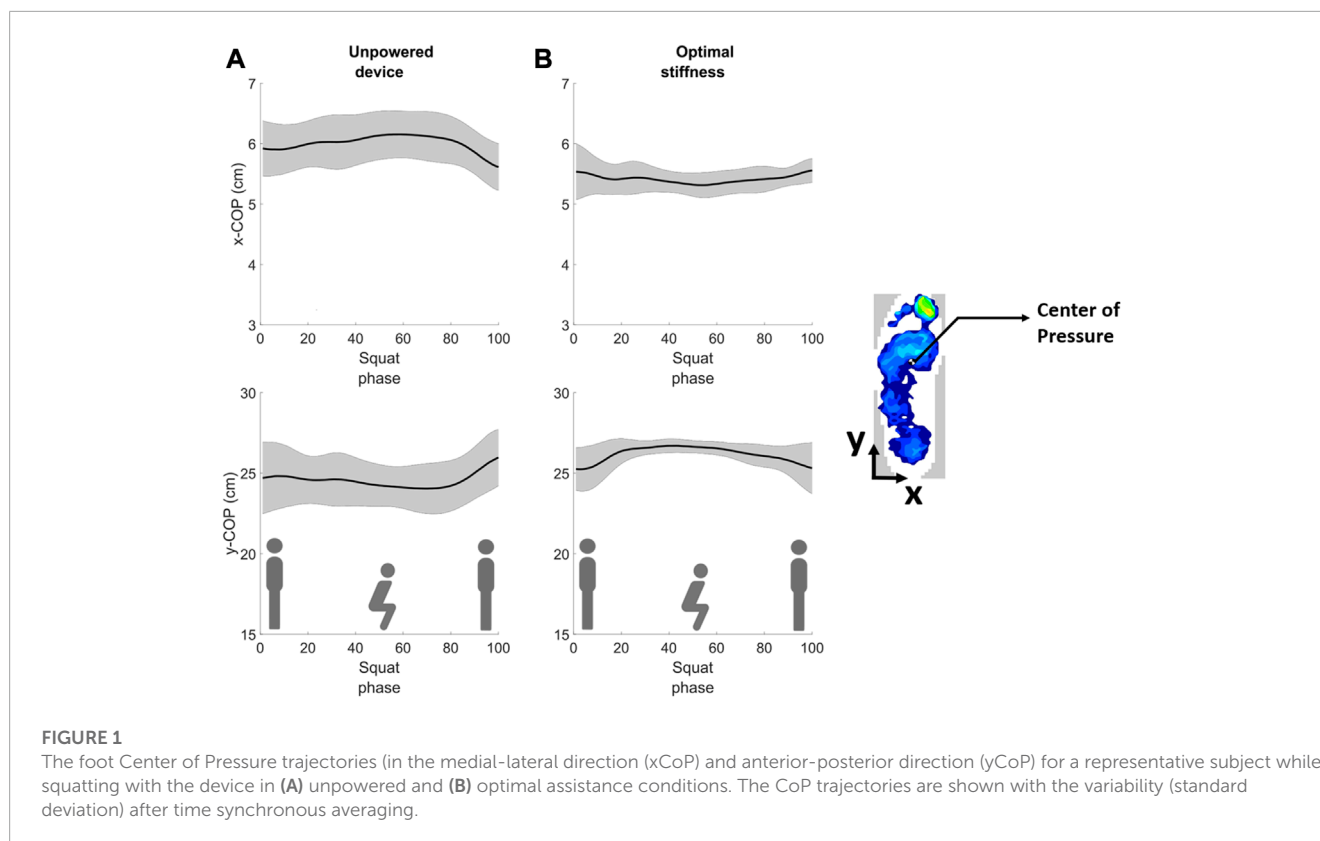 A
Unpowered
device
B
Optimal
stiffness
7
6
5
4
3
x-COP (cm)
0 20 40 60 80 100
Squat
phase
7
6
5
4
3
0 20 40 60 80 100
Squat
phase
30
25
20
15
y-COP (cm)
0 20 40 60 80 100
Squat
phase
30
25
20
15
0 20 40 60 80 100
Squat
phase
Center of
Pressure
y
x
FIGURE 1
The foot Center of Pressure trajectories (in the medial-lateral direction (xCoP) and anterior-posterior direction (yCoP) for a representative subject while
squatting with the device in (A) unpowered and (B) optimal assistance conditions. The CoP trajectories are shown with the variability (standard
deviation) after time synchronous averaging.